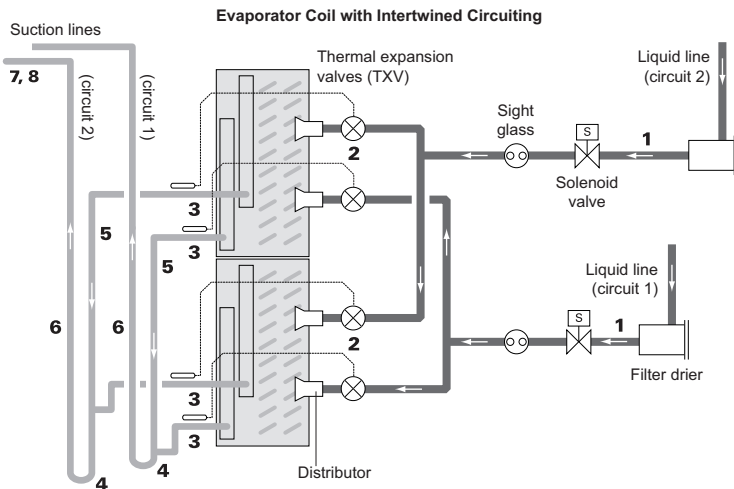 Evaporator Coil with Intertwined Circuiting
Suction lines
7, 8
(circuit 2)
(circuit 1)
Thermal expansion
valves (TXV)
Liquid line
(circuit 2)
Sight
glass
S
1
2
Solenoid
valve
3
5
3
5
Liquid line
(circuit 1)
S
1
6
6
2
Filter drier
3
3
4
4
Distributor